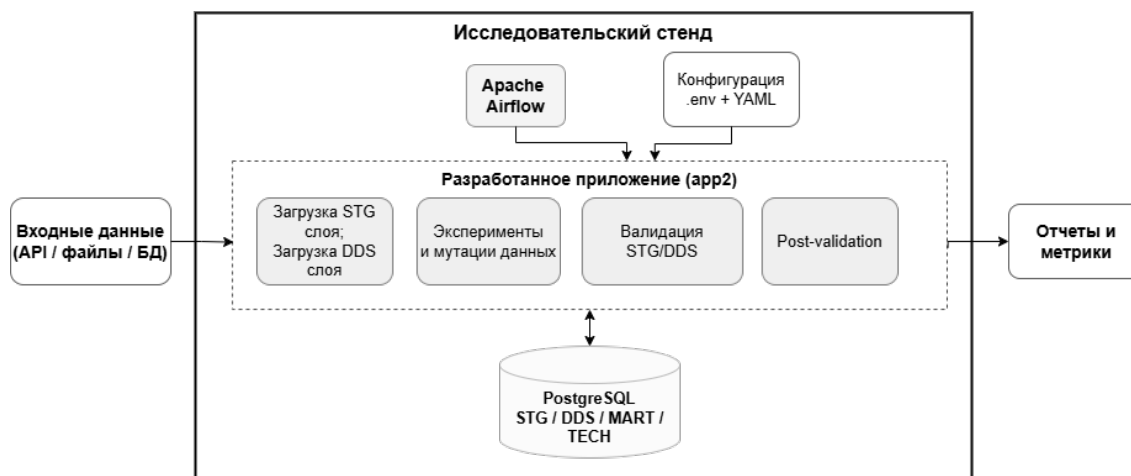 Исследовательский стенд
Apache
Airflow
Конфигурация
.env + YAML
Разработанное приложение (app2)
Входные данные
(API / файлы / БД)
Загрузка STG
слоя;
Загрузка DDS
слоя
Эксперименты
и мутации данных
Валидация
STG/DDS
Post-validation
Отчеты и
метрики
PostgreSQL
STG / DDS / MART /
TECH